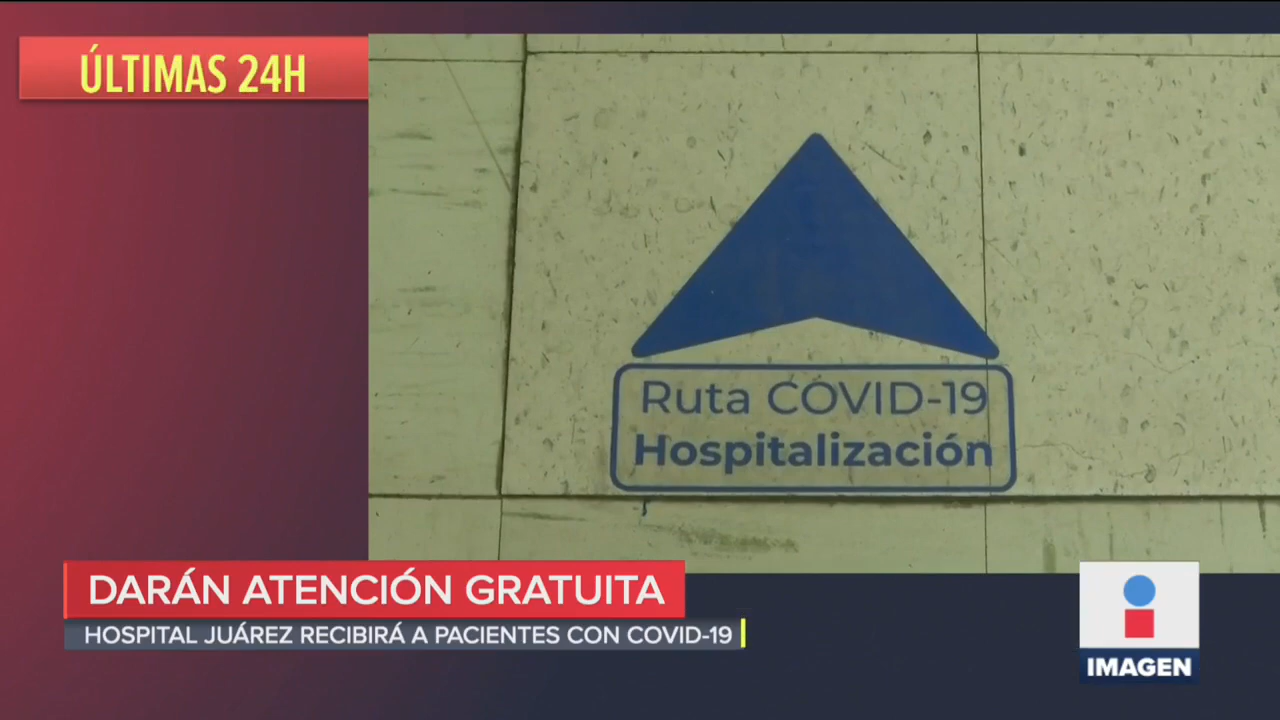 ÚLTIMAS 24H
Ruta COVID-19
Hospitalización
DARÁN ATENCIÓN GRATUITA
HOSPITAL JUÁREZ RECIBIRÁ A PACIENTES CON COVID-19
IMAGEN